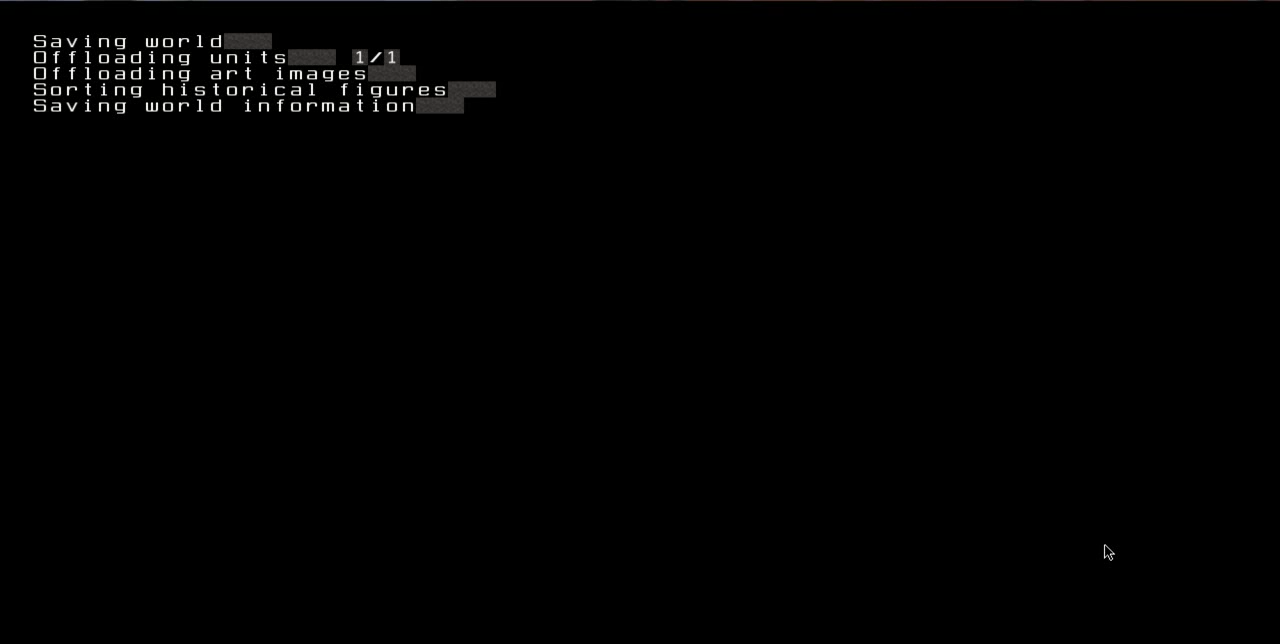 Saving world
Offloading units 1/1
Offloading art images
Sorting historical figures
Saving world information